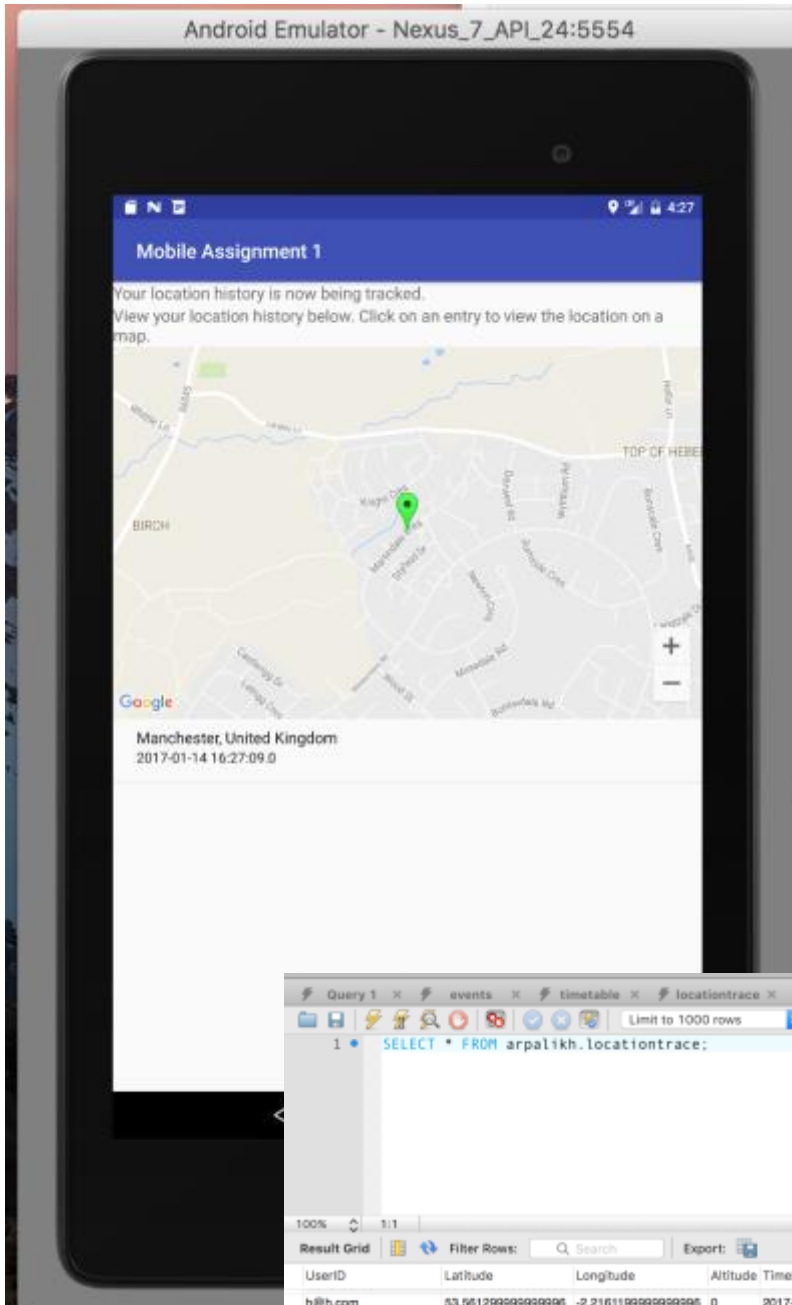 Android Emulator - Nexus_7_API_24:5554
4:27
Mobile Assignment 1
Your location history is now being tracked.
View your location history below. Click on an entry to view the location on a
map.
TOP OF HEBE
BIRCH
Google
+
−
Manchester, United Kingdom
2017-01-14 16:27:09.0
Query 1 events timetable locationtrace
Limit to 1000 rows
1 SELECT * FROM arpalikh.locationtrace;
100% 1:1
Result Grid Filter Rows: Search Export:
UserID Latitude Longitude Altitude Time
2017-